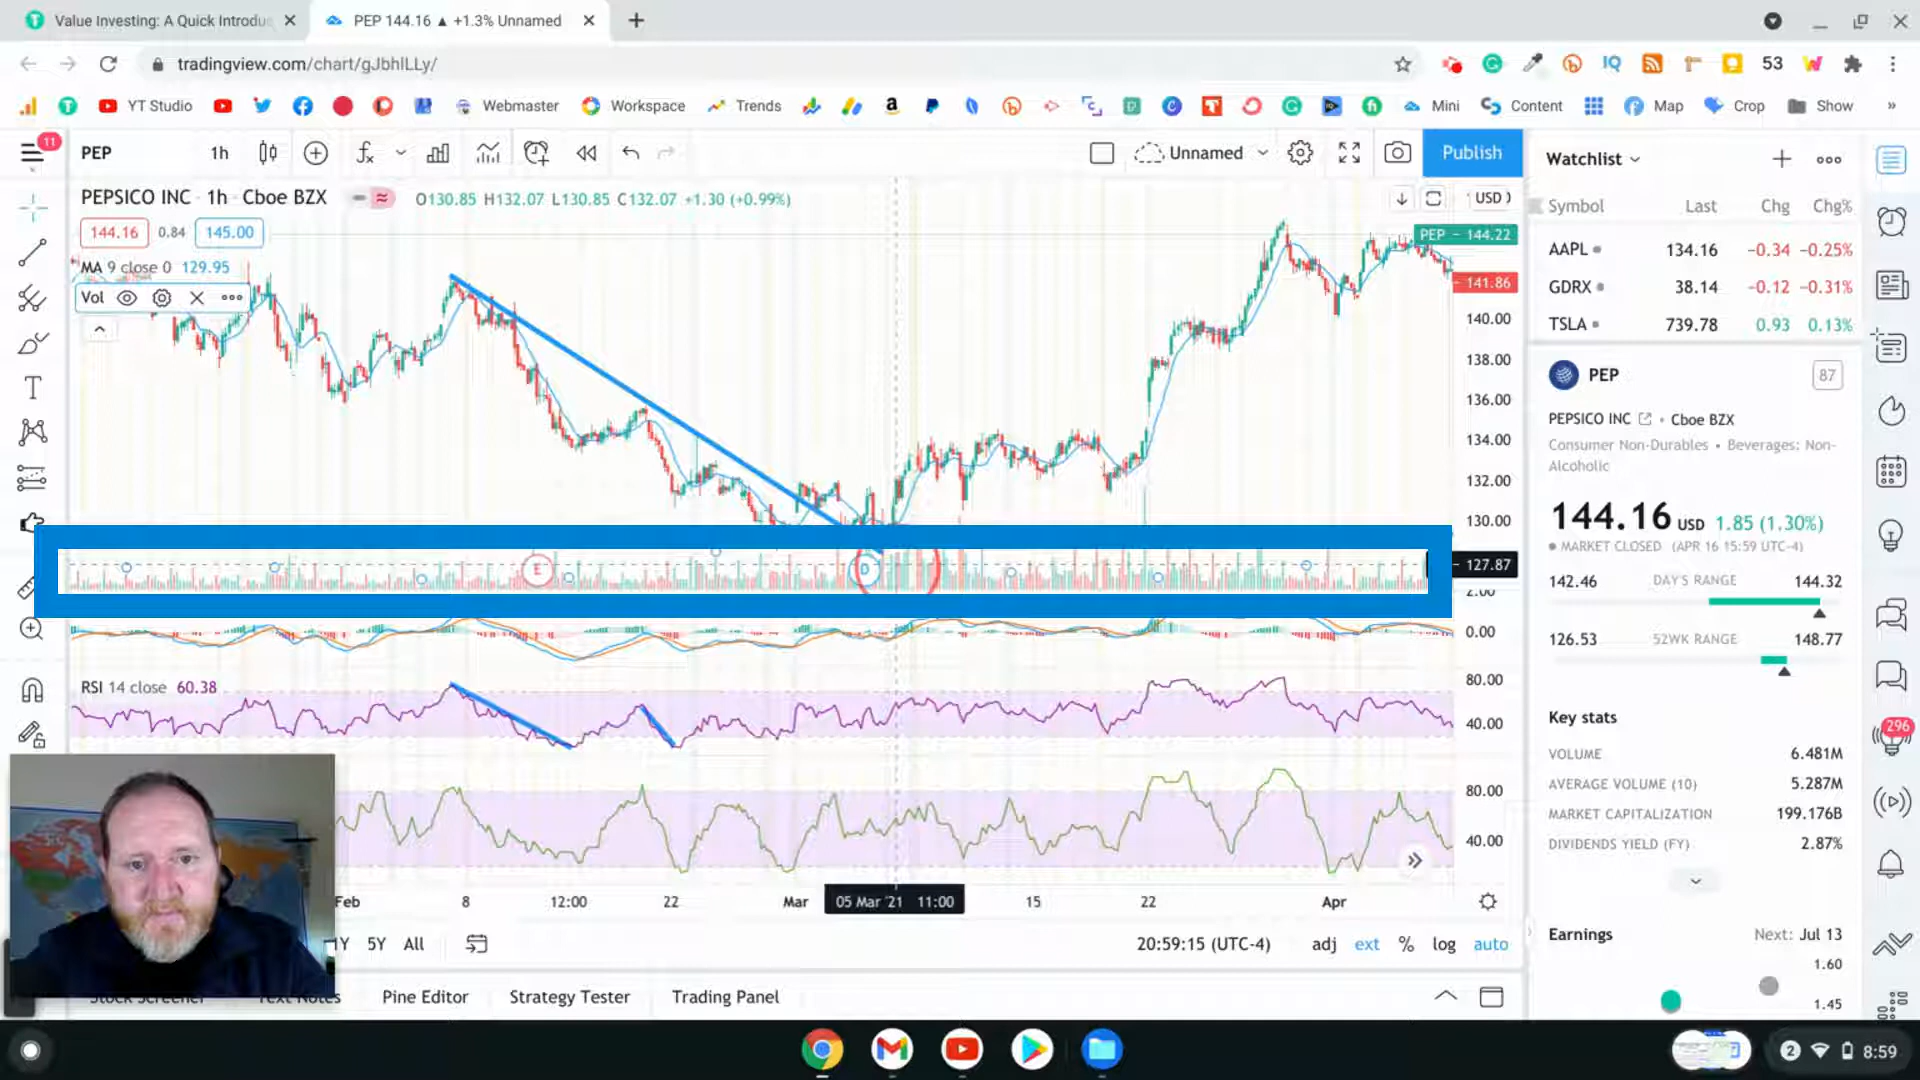 Value Investing: A Quick Introdu
PEP 144.16 ▲ +1.3% Unnamed
tradingview.com/chart/gJbhlLLy/
53
YT Studio
Webmaster
Workspace
Trends
Mini
Content
Map
Crop
Show
»
11
PEP
1h
Unnamed
Publish
PEPSICO INC · 1h · Cboe BZX
O130.85 H132.07 L130.85 C132.07 +1.30 (+0.99%)
USD
144.16
0.84
145.00
MA 9 close 0 129.95
Vol
PEP
144.22
141.86
140.00
138.00
136.00
134.00
132.00
130.00
127.87
2.00
0.00
E
D
RSI 14 close 60.38
80.00
40.00
80.00
40.00
Feb
8
12:00
22
Mar
05 Mar '21 11:00
15
22
Apr
1Y
5Y
All
20:59:15 (UTC-4)
adj
ext
%
log
auto
Stock Screener
Text Notes
Pine Editor
Strategy Tester
Trading Panel
Watchlist
Symbol Last Chg Chg%
AAPL 134.16 −0.34 −0.25%
GDRX 38.14 −0.12 −0.31%
TSLA 739.78 0.93 0.13%
PEP
87
PEPSICO INC • Cboe BZX
Consumer Non-Durables • Beverages: Non-
Alcoholic
144.16 USD 1.85 (1.30%)
MARKET CLOSED (APR 16 15:59 UTC-4)
142.46 DAY'S RANGE 144.32
126.53 52WK RANGE 148.77
Key stats
VOLUME 6.481M
AVERAGE VOLUME (10) 5.287M
MARKET CAPITALIZATION 199.176B
DIVIDENDS YIELD (FY) 2.87%
Earnings
Next: Jul 13
1.60
1.45
296
2
8:59